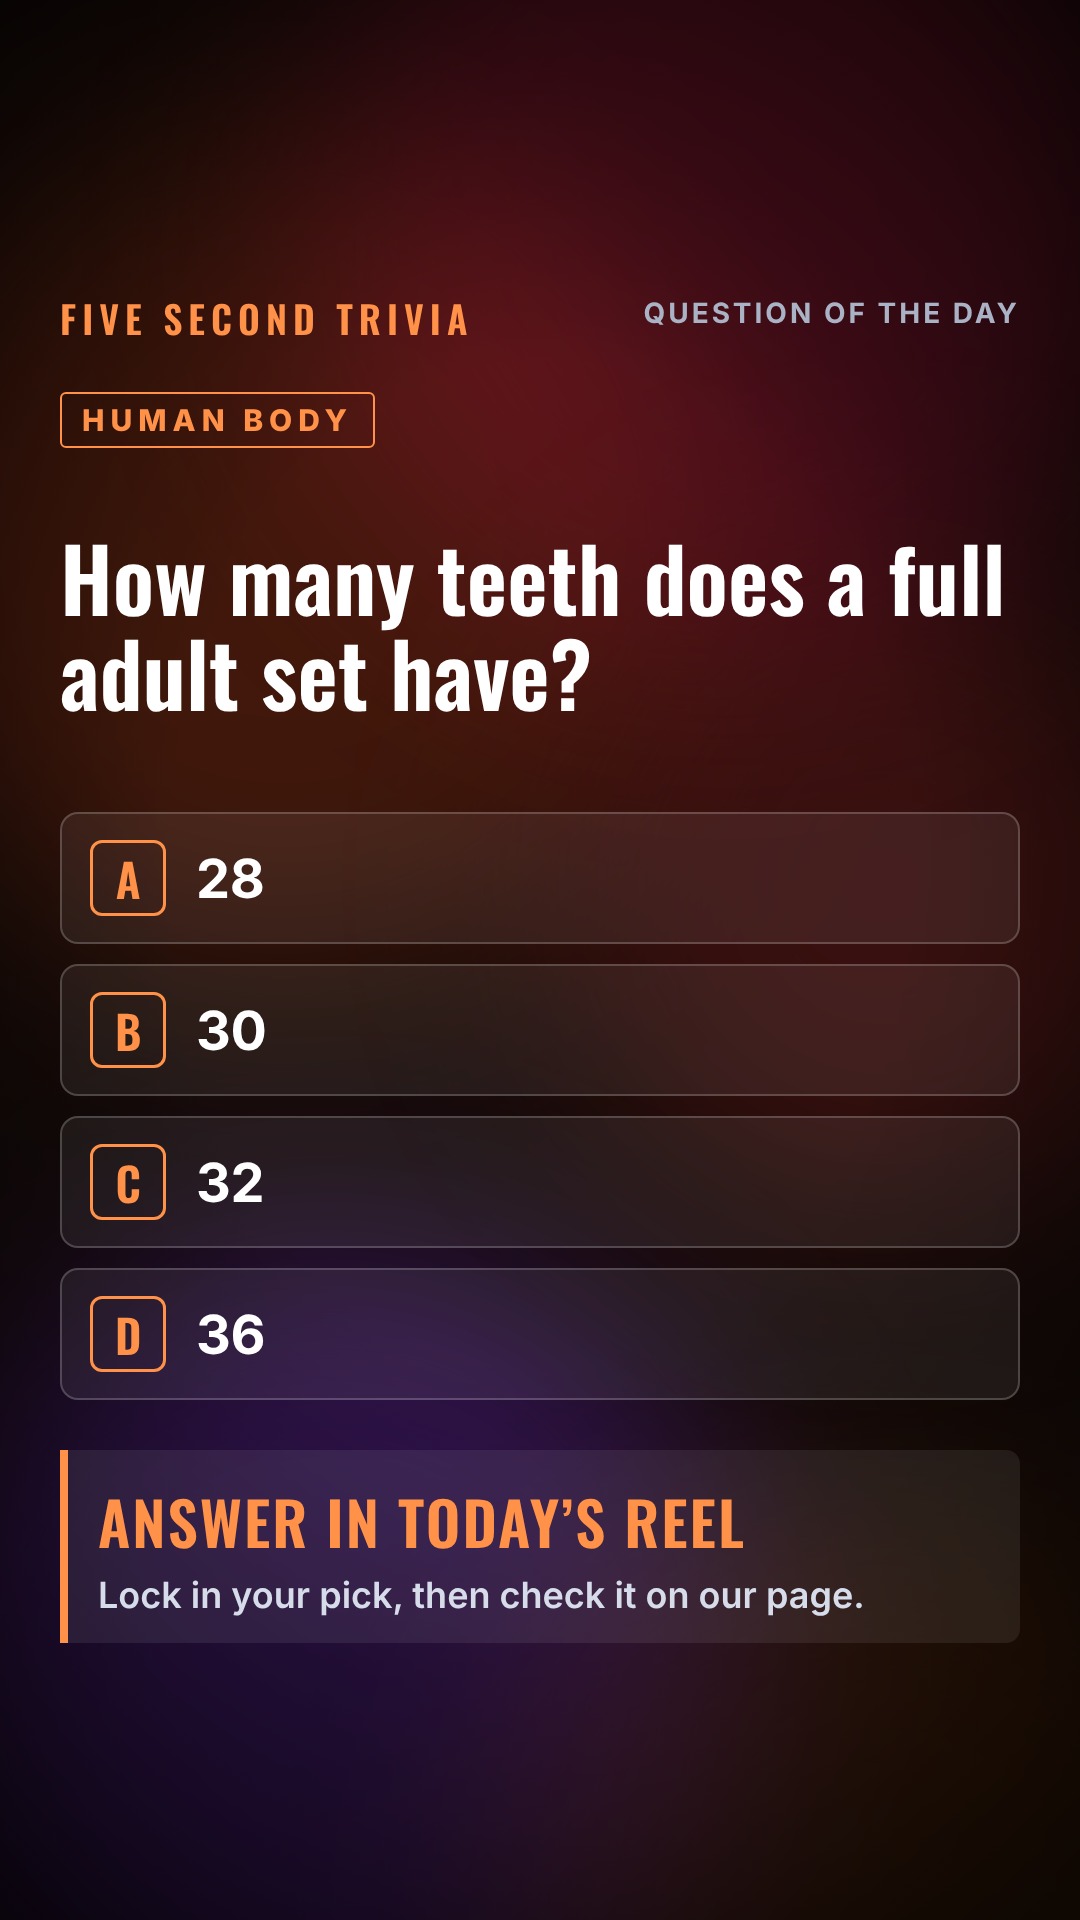 FIVE SECOND TRIVIA
QUESTION OF THE DAY
HUMAN BODY
How many teeth does a full
adult set have?
A 28
B 30
C 32
D 36
ANSWER IN TODAY’S REEL
Lock in your pick, then check it on our page.